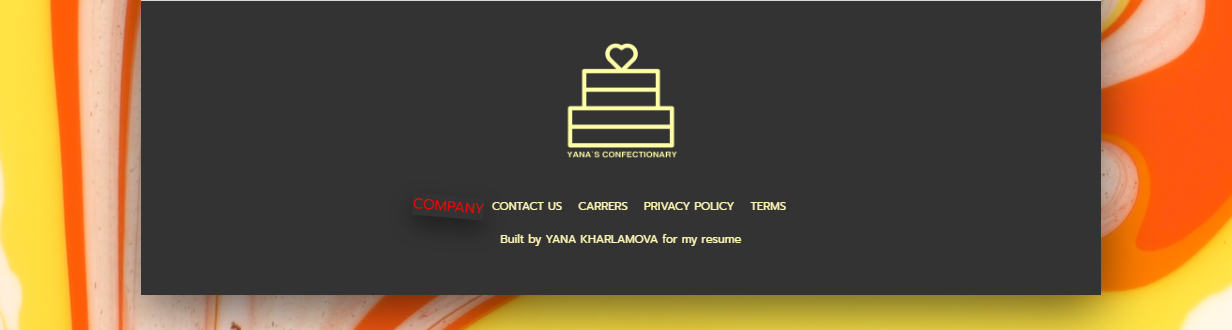 YANA'S CONFECTIONARY
COMPANY CONTACT US CARRERS PRIVACY POLICY TERMS
Built by YANA KHARLAMOVA for my resume